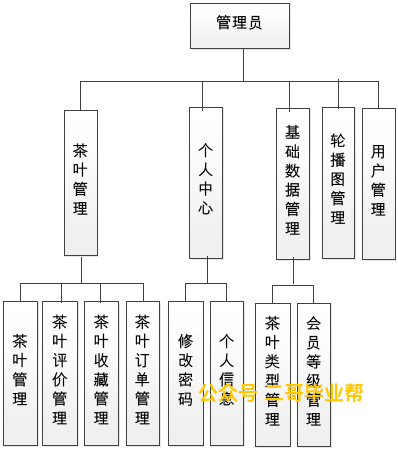 管理员
茶叶管理
个人中心
基础数据管理
轮播图管理
用户管理
茶叶管理
茶叶评价管理
茶叶收藏管理
茶叶订单管理
修改密码
个人信息
茶叶类型管理
会员等级管理
公众号 二哥毕业帮